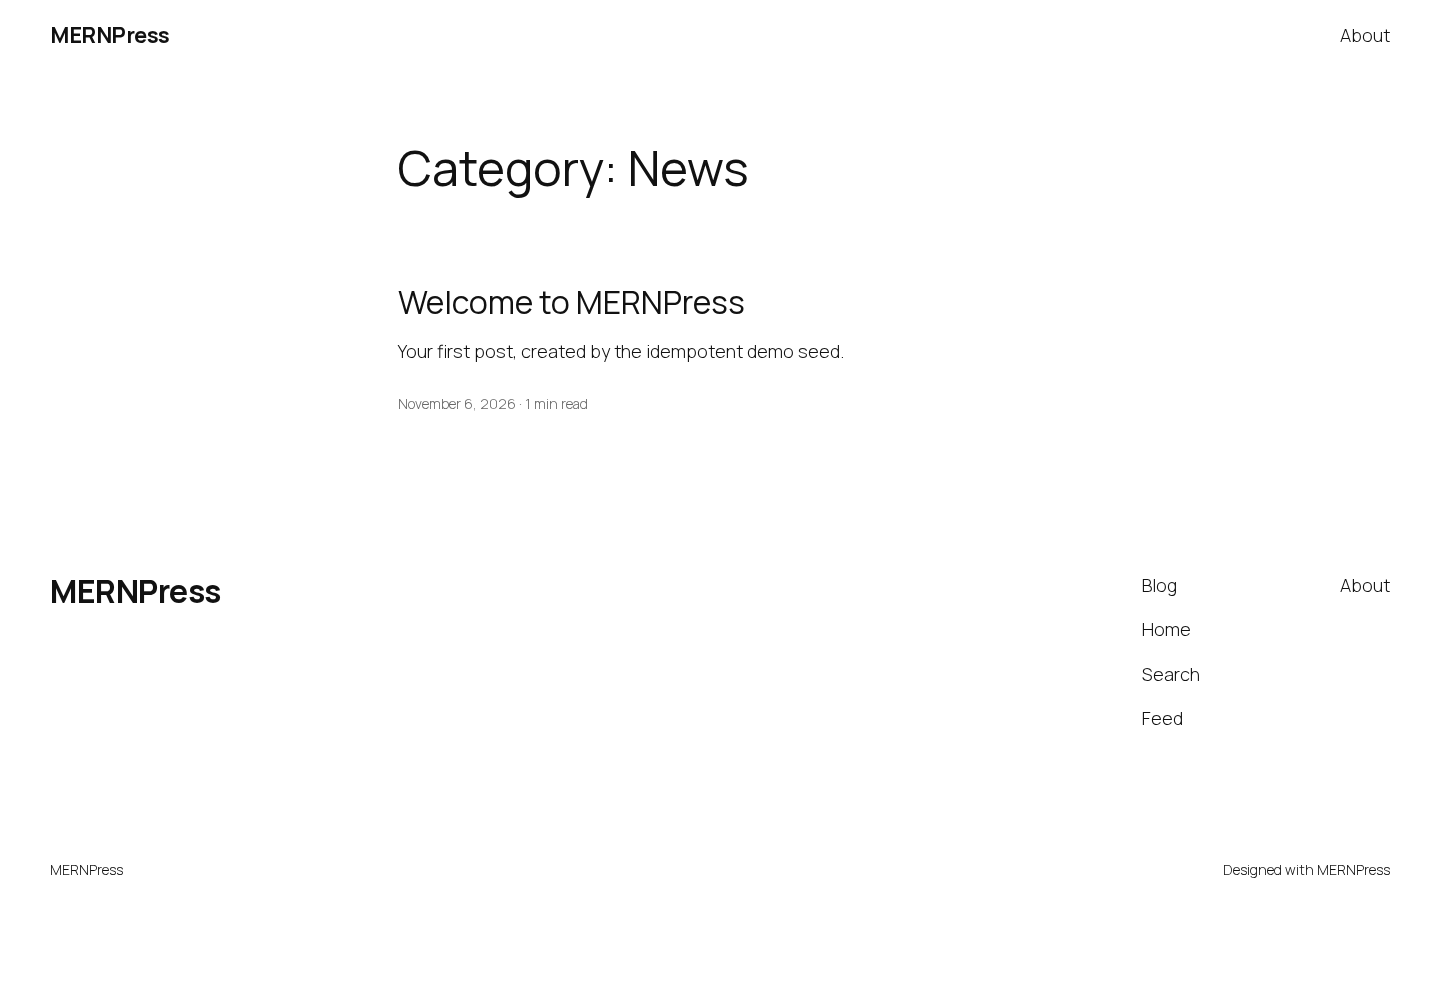 MERNPress
About
Category: News
Welcome to MERNPress
Your first post, created by the idempotent demo seed.
November 6, 2026 · 1 min read
MERNPress
Blog
Home
Search
Feed
About
MERNPress
Designed with MERNPress